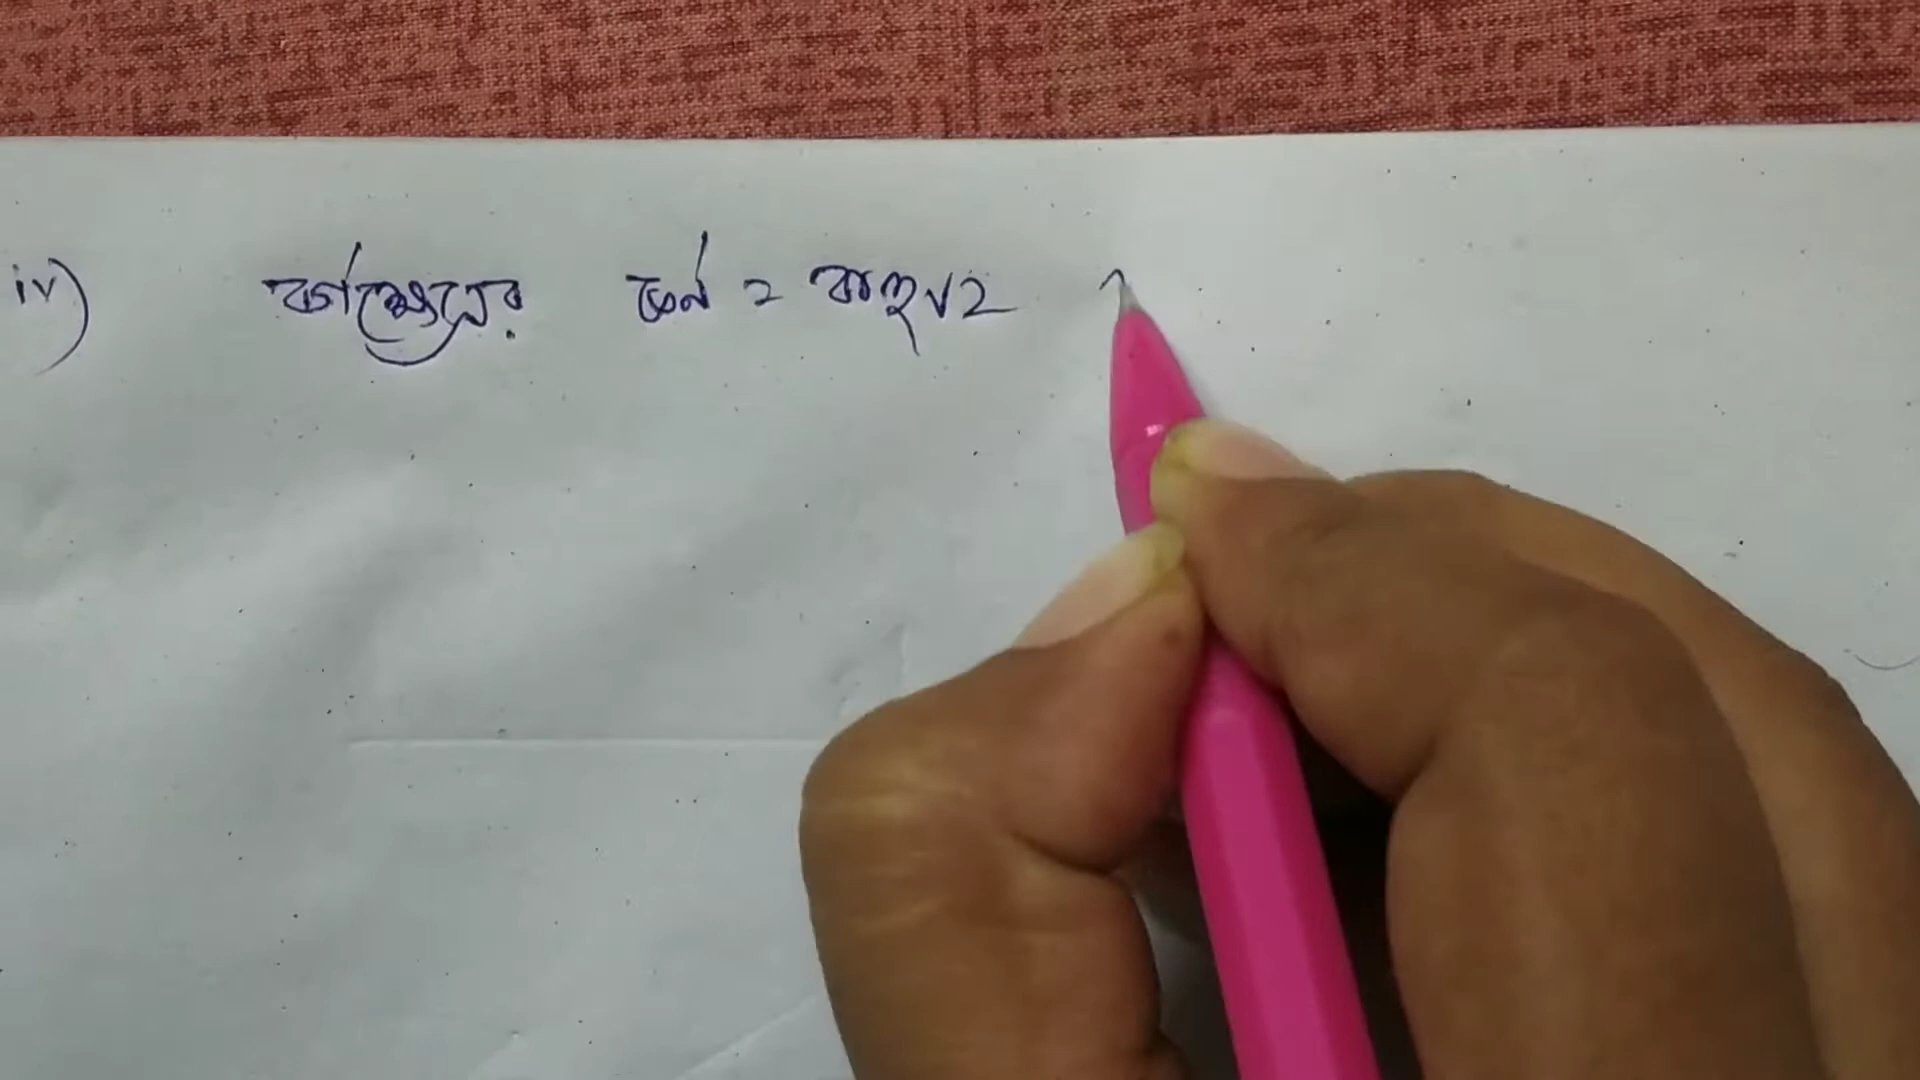 iv) বর্গক্ষেত্রের কর্ণ = বাহু√2